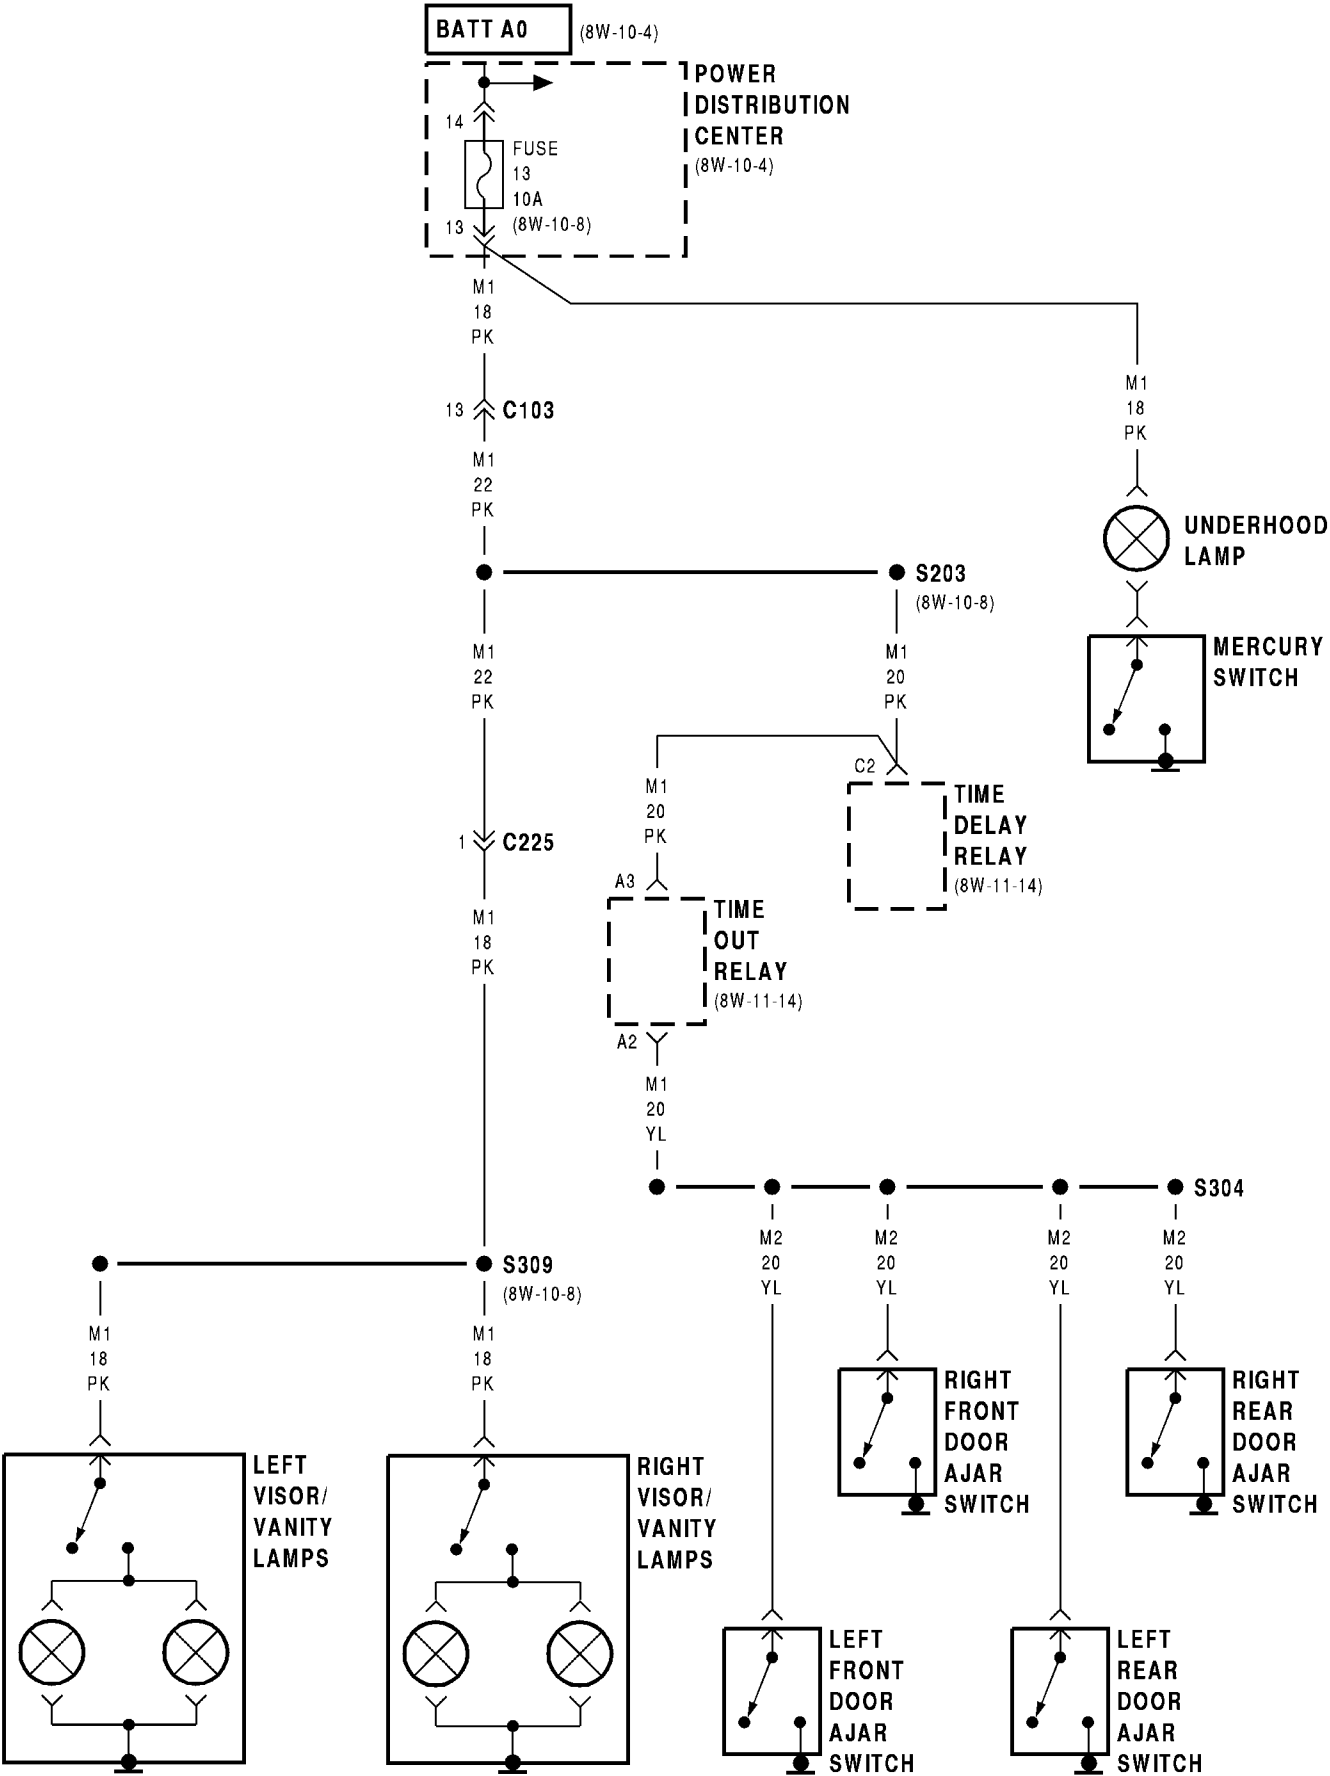 BATT A0 (8W-10-4)
POWER
DISTRIBUTION
CENTER
(8W-10-4)
14
FUSE
13
10A
(8W-10-8)
13
M1
18
PK
13 C103
M1
22
PK
M1
18
PK
UNDERHOOD
LAMP
MERCURY
SWITCH
S203
(8W-10-8)
M1
22
PK
M1
20
PK
C2
TIME
DELAY
RELAY
(8W-11-14)
M1
20
PK
1 C225
A3
TIME
OUT
RELAY
(8W-11-14)
A2
M1
18
PK
M1
20
YL
S304
M2
20
YL
M2
20
YL
M2
20
YL
M2
20
YL
S309
(8W-10-8)
M1
18
PK
M1
18
PK
RIGHT
FRONT
DOOR
AJAR
SWITCH
RIGHT
REAR
DOOR
AJAR
SWITCH
LEFT
VISOR/
VANITY
LAMPS
RIGHT
VISOR/
VANITY
LAMPS
LEFT
FRONT
DOOR
AJAR
SWITCH
LEFT
REAR
DOOR
AJAR
SWITCH